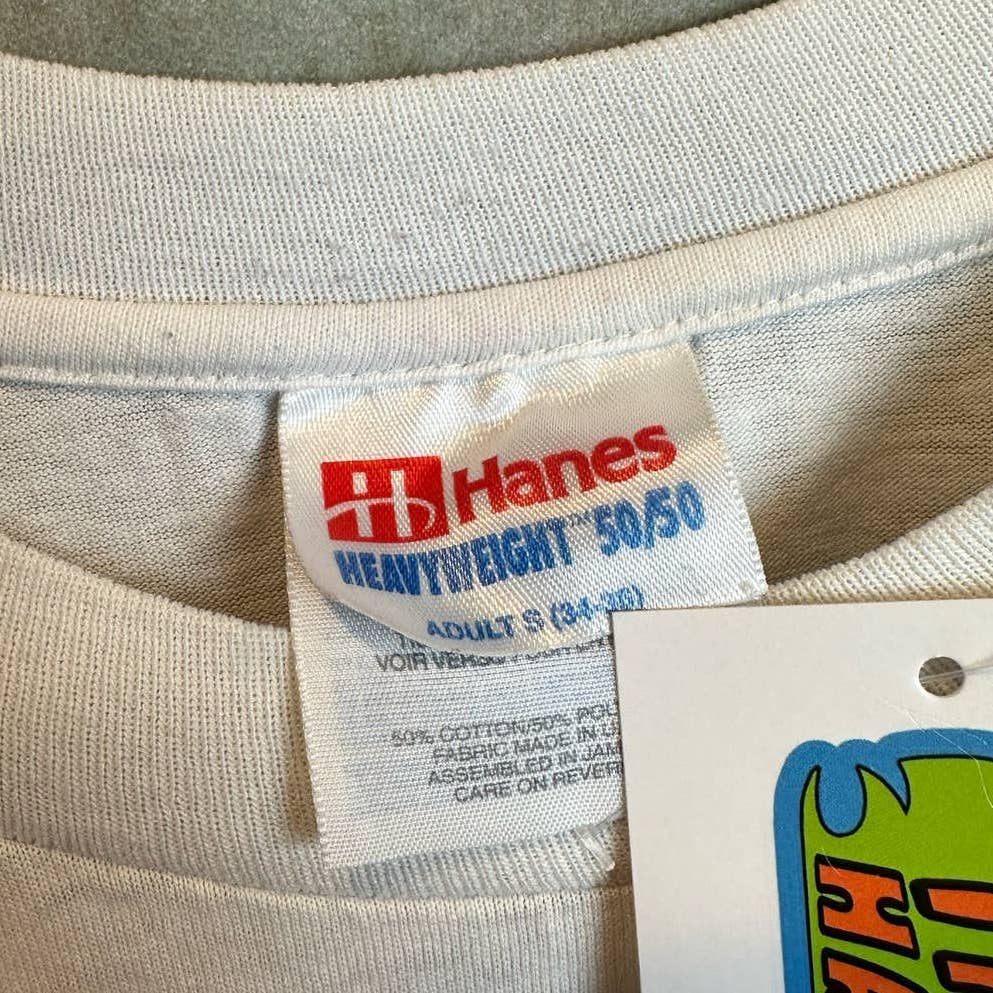 Hanes
HEAVYWEIGHT™ 50/50
ADULT S (34-36)
VOIR VERSO
50% COTTON/50% POL
FABRIC MADE IN
ASSEMBLED IN JAM
CARE ON REVER